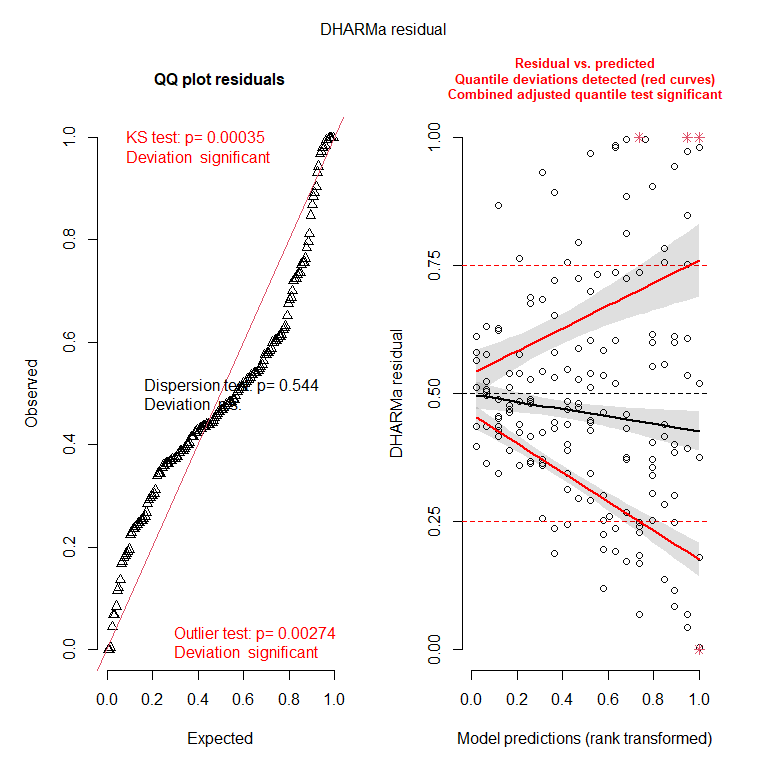 DHARMa residual
QQ plot residuals
KS test: p= 0.00035
Deviation significant
Dispersion test: p= 0.544
Deviation n.s.
Outlier test: p= 0.00274
Deviation significant
Observed
0.0 0.2 0.4 0.6 0.8 1.0
0.0 0.2 0.4 0.6 0.8 1.0
Expected
Residual vs. predicted
Quantile deviations detected (red curves)
Combined adjusted quantile test significant
DHARMa residual
0.00 0.25 0.50 0.75 1.00
0.0 0.2 0.4 0.6 0.8 1.0
Model predictions (rank transformed)